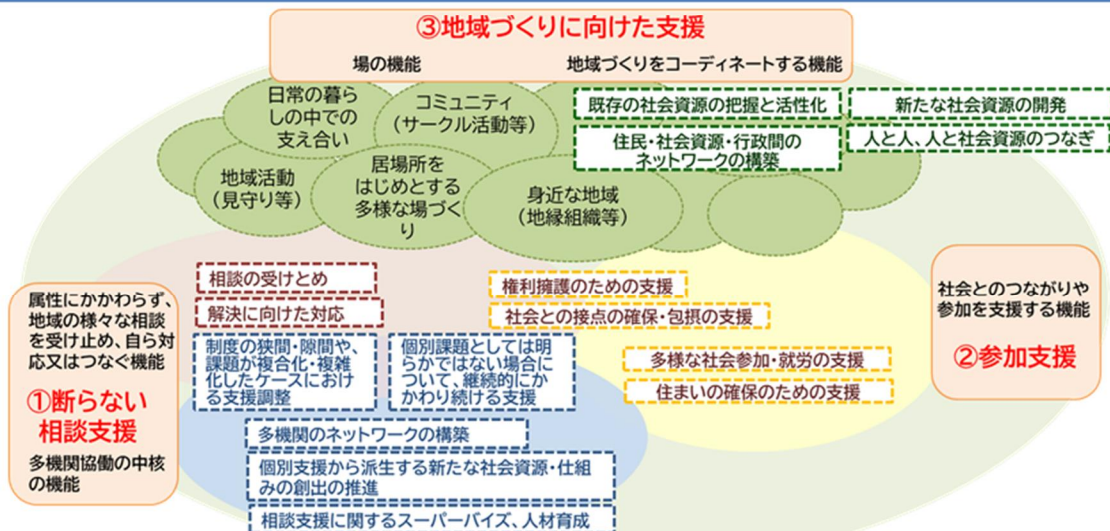 ③地域づくりに向けた支援
場の機能
地域づくりをコーディネートする機能
日常の暮ら
しの中での
支え合い
コミュニティ
(サークル活動等)
既存の社会資源の把握と活性化
新たな社会資源の開発
住民・社会資源・行政間の
ネットワークの構築
人と人、人と社会資源のつなぎ
地域活動
(見守り等)
居場所を
はじめとする
多様な場づく
り
身近な地域
(地縁組織等)
相談の受けとめ
解決に向けた対応
権利擁護のための支援
社会との接点の確保・包摂の支援
属性にかかわらず、
地域の様々な相談
を受け止め、自ら対
応又はつなぐ機能
①断らない
相談支援
多機関協働の中核
の機能
制度の狭間・隙間や、
課題が複合化・複雑
化したケースにおけ
る支援調整
個別課題としては明
らかではない場合に
ついて、継続的にか
かわり続ける支援
多様な社会参加・就労の支援
住まいの確保のための支援
社会とのつながりや
参加を支援する機能
②参加支援
多機関のネットワークの構築
個別支援から派生する新たな社会資源・仕組
みの創出の推進
相談支援に関するスーパーバイズ、人材育成